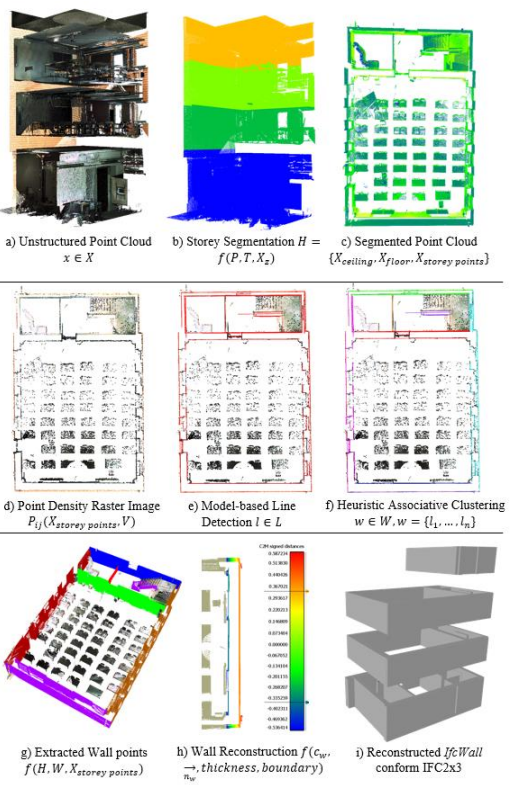 a) Unstructured Point Cloud
x ∈ X
b) Storey Segmentation H =
f(P, T, X_z)
c) Segmented Point Cloud
{X_ceiling, X_floor, X_storey points}
d) Point Density Raster Image
P_ij(X_storey points, V)
e) Model-based Line
Detection l ∈ L
f) Heuristic Associative Clustering
w ∈ W, w = {l_1, …, l_n}
C2M signed distances
g) Extracted Wall points
f(H, W, X_storey points)
h) Wall Reconstruction f(c_w,
→n_w, thickness, boundary)
i) Reconstructed IfcWall
conform IFC2x3